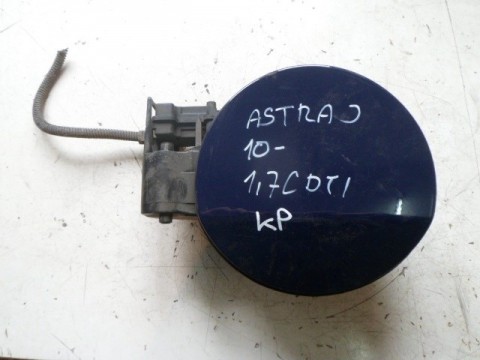 ASTRA J
10-
1,7CDTI
KP